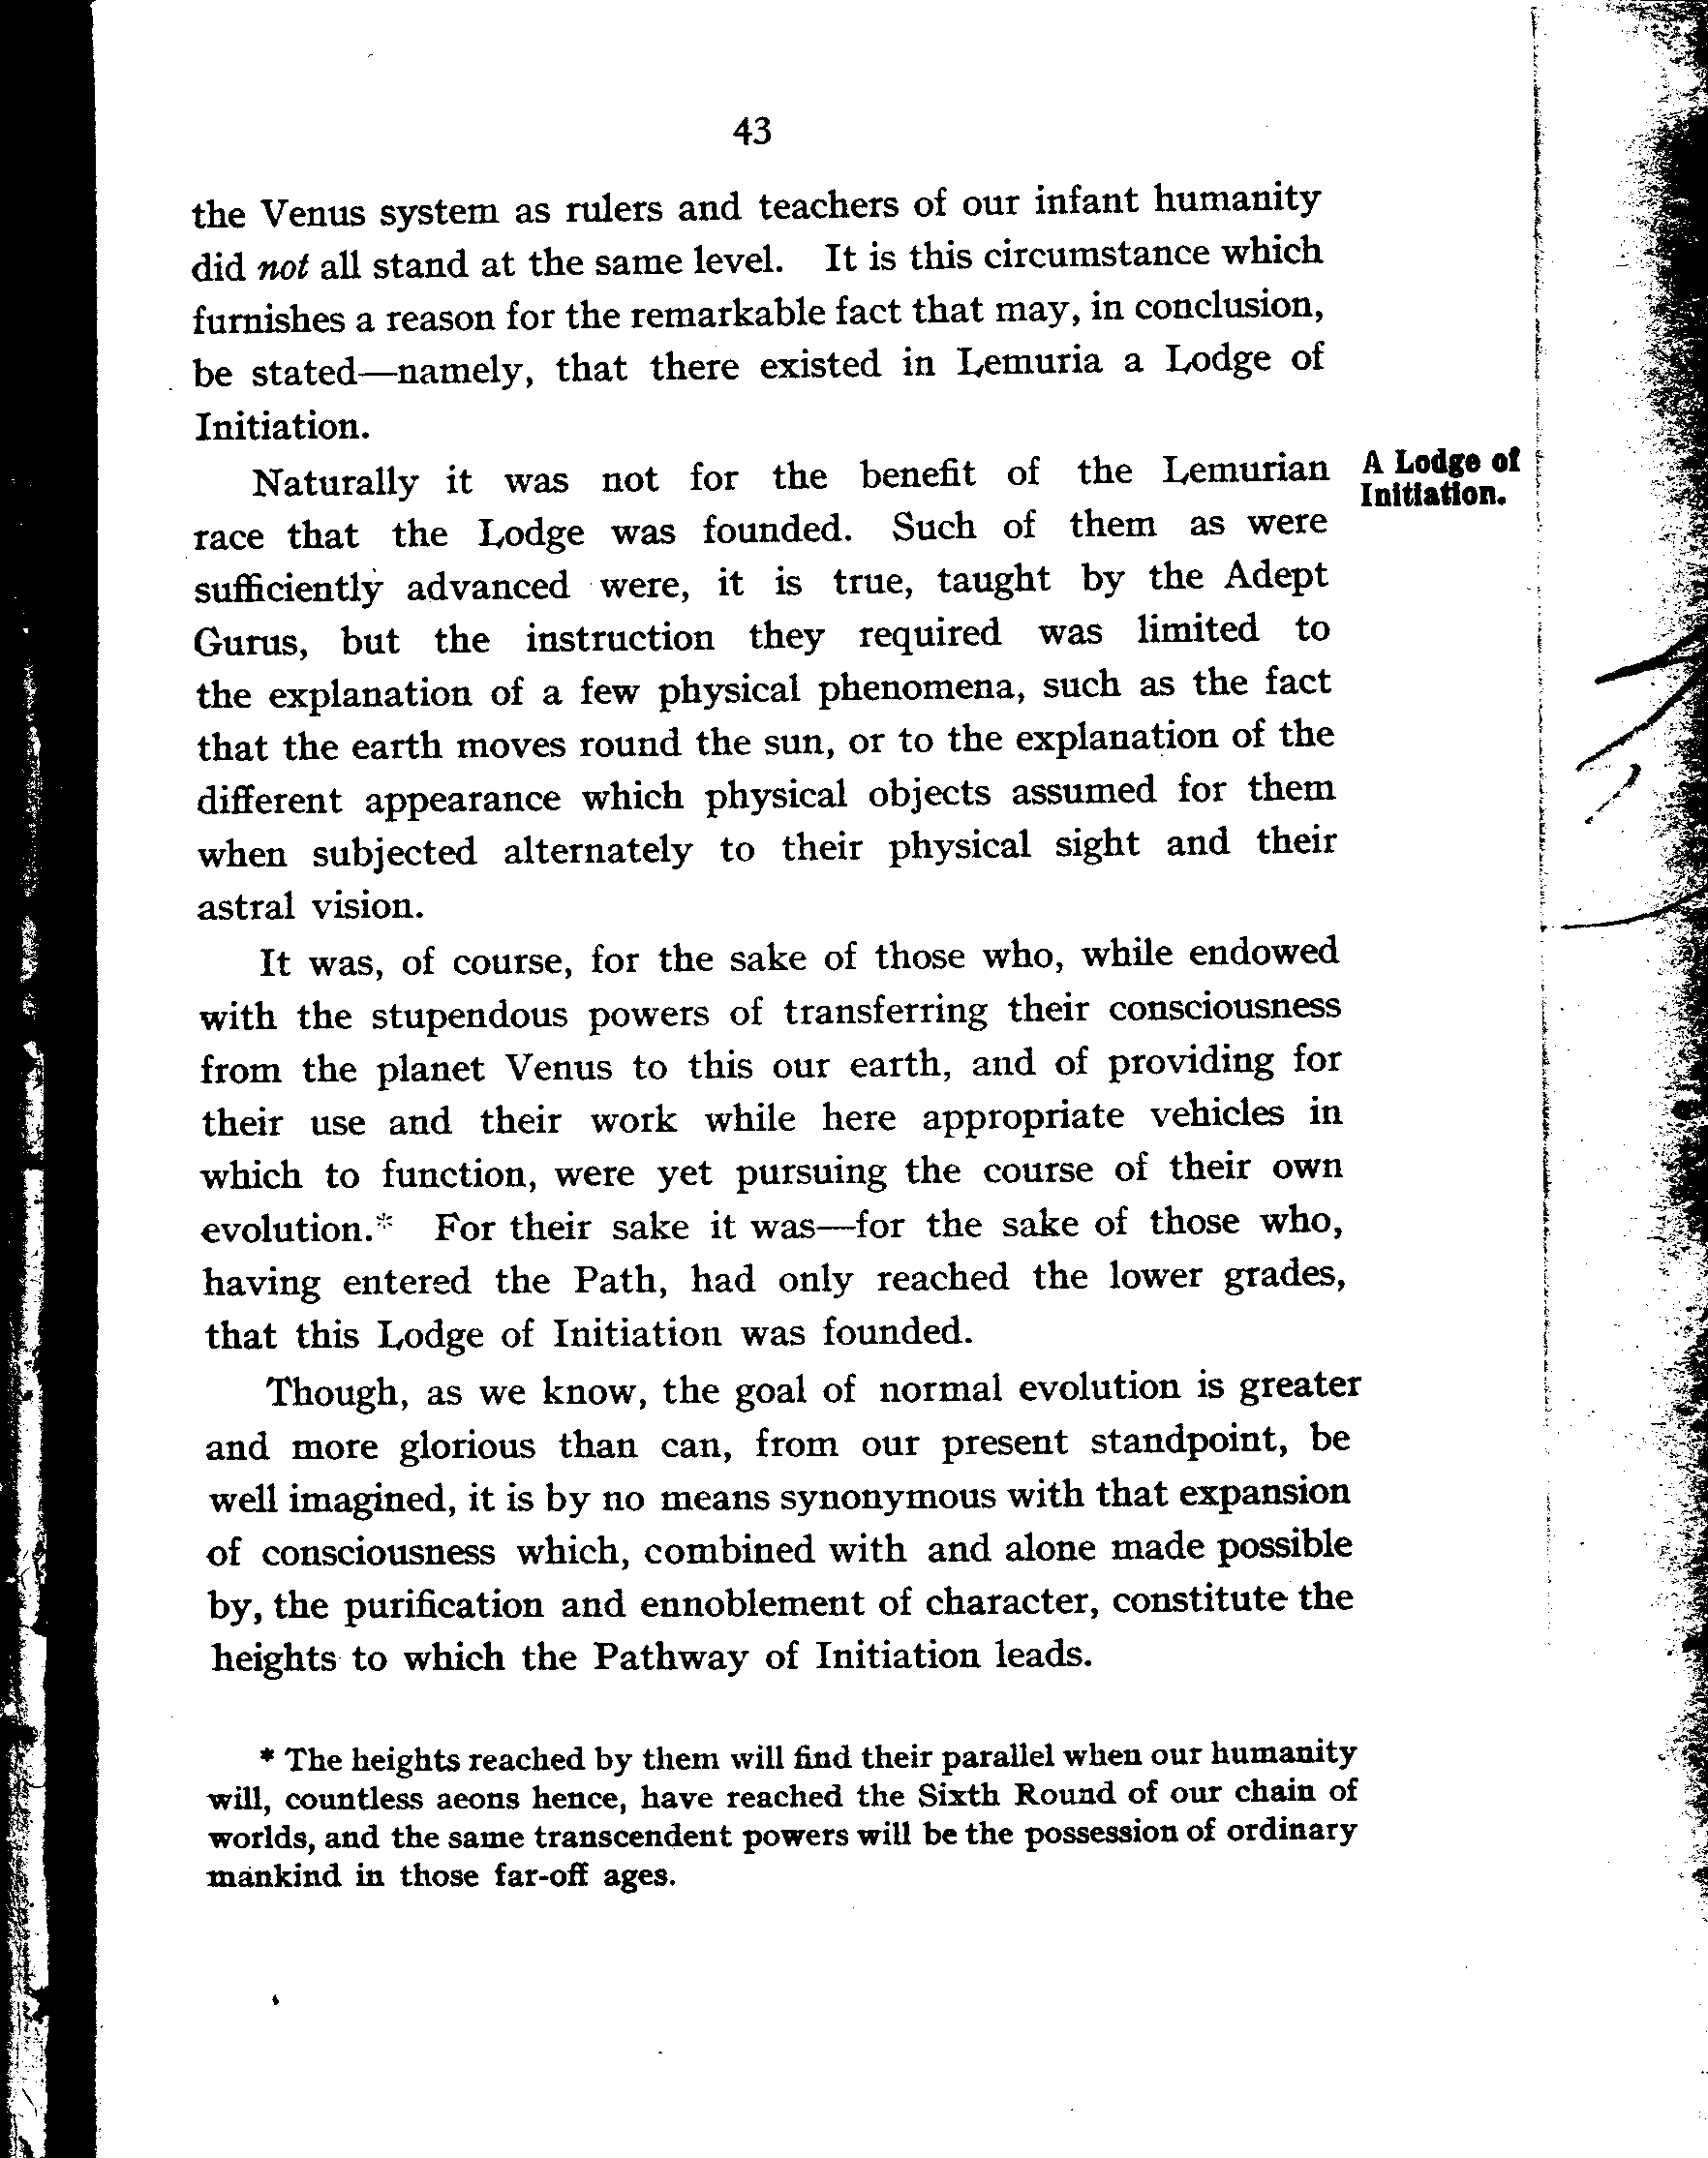 43
the Venus system as rulers and teachers of our infant humanity
did not all stand at the same level. It is this circumstance which
furnishes a reason for the remarkable fact that may, in conclusion,
be stated—namely, that there existed in Lemuria a Lodge of
Initiation.
A Lodge of
Initiation.
Naturally it was not for the benefit of the Lemurian
race that the Lodge was founded. Such of them as were
sufficiently advanced were, it is true, taught by the Adept
Gurus, but the instruction they required was limited to
the explanation of a few physical phenomena, such as the fact
that the earth moves round the sun, or to the explanation of the
different appearance which physical objects assumed for them
when subjected alternately to their physical sight and their
astral vision.
It was, of course, for the sake of those who, while endowed
with the stupendous powers of transferring their consciousness
from the planet Venus to this our earth, and of providing for
their use and their work while here appropriate vehicles in
which to function, were yet pursuing the course of their own
evolution.* For their sake it was—for the sake of those who,
having entered the Path, had only reached the lower grades,
that this Lodge of Initiation was founded.
Though, as we know, the goal of normal evolution is greater
and more glorious than can, from our present standpoint, be
well imagined, it is by no means synonymous with that expansion
of consciousness which, combined with and alone made possible
by, the purification and ennoblement of character, constitute the
heights to which the Pathway of Initiation leads.
* The heights reached by them will find their parallel when our humanity
will, countless aeons hence, have reached the Sixth Round of our chain of
worlds, and the same transcendent powers will be the possession of ordinary
mankind in those far-off ages.